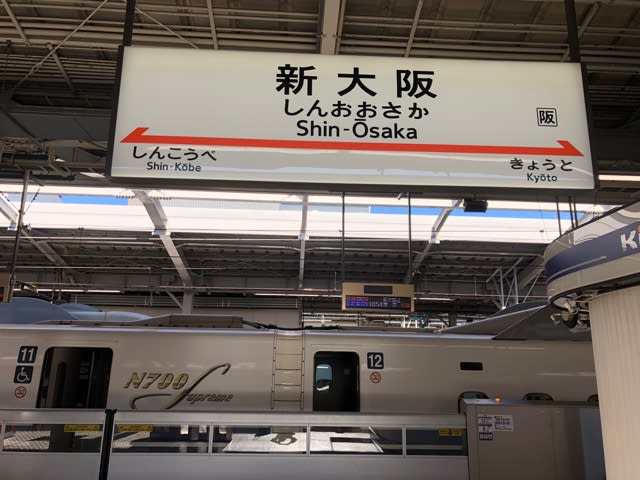 新大阪
しんおおさか
Shin-Ōsaka
阪
しんこうべ
Shin-Kōbe
きょうと
Kyōto
K
11
N700 Supreme
12